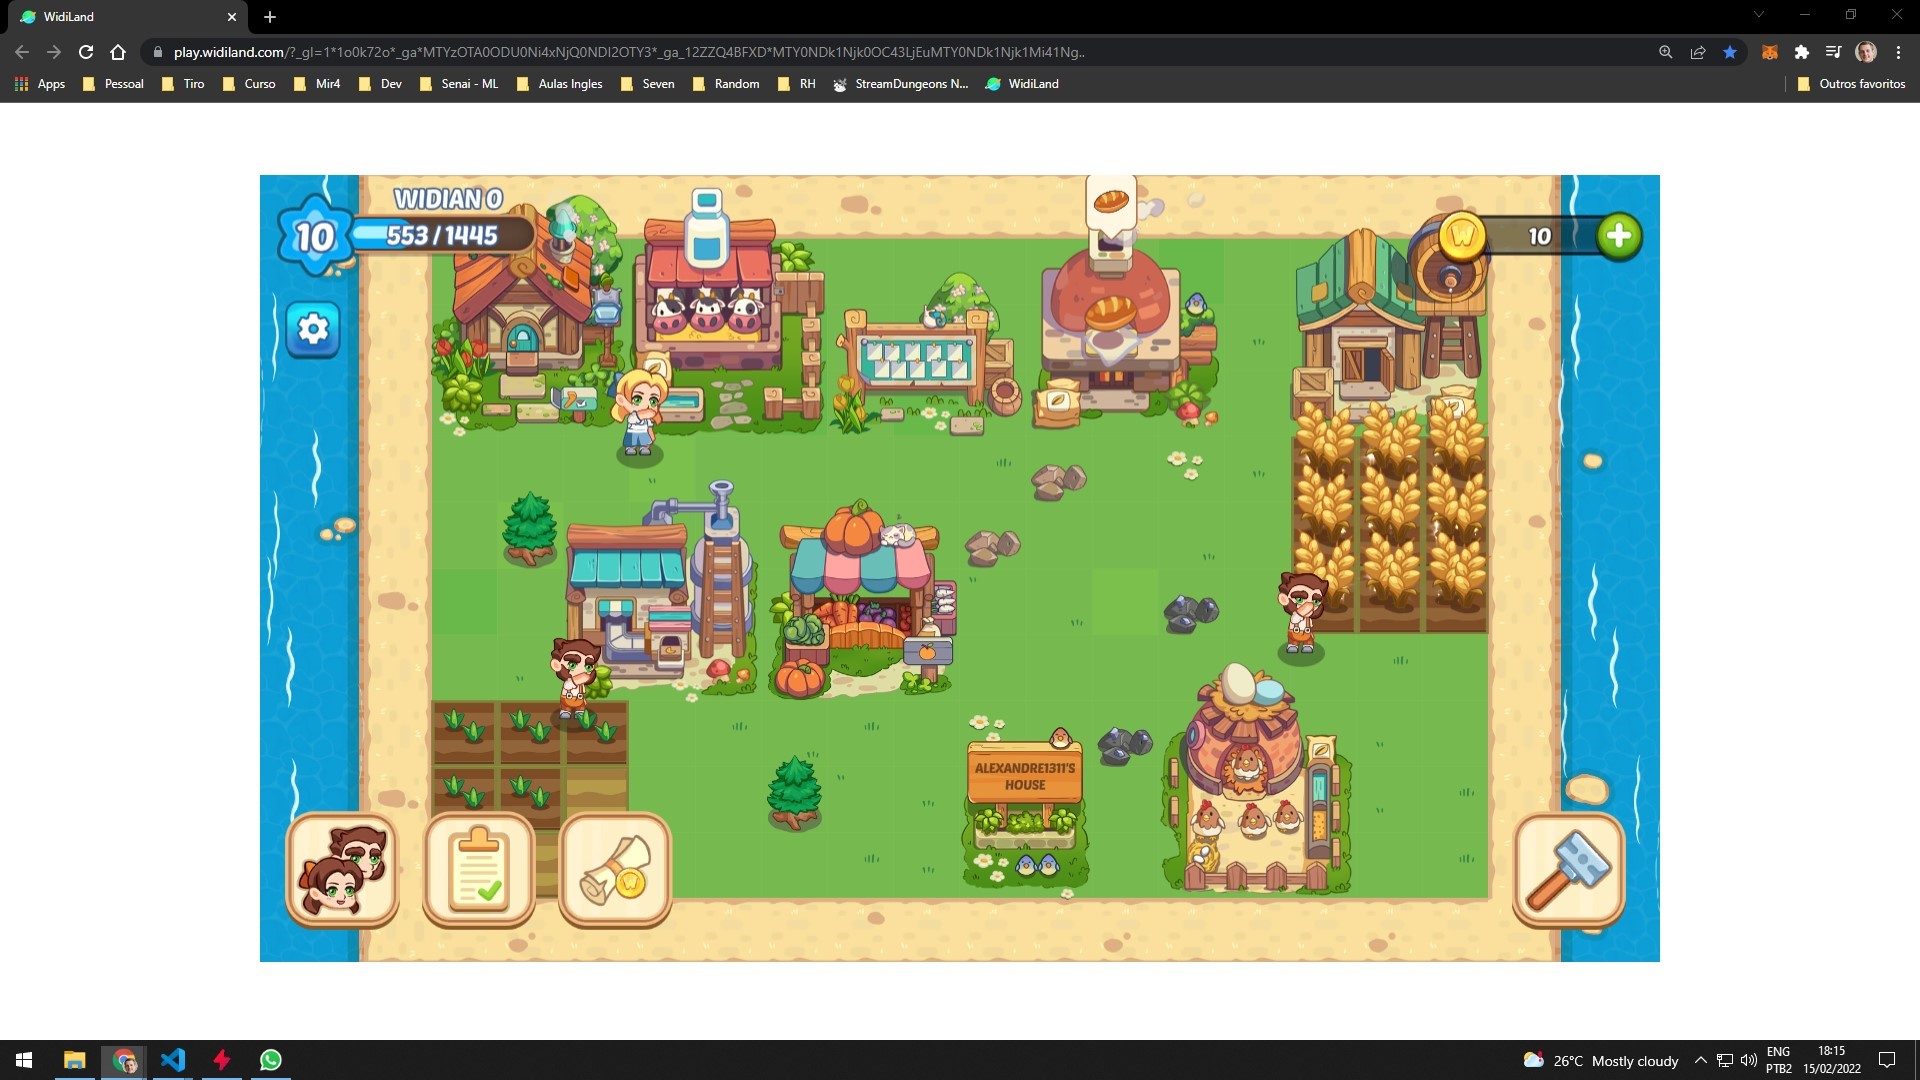 WidiLand
play.widiland.com/?_gl=1*1o0k72o*_ga*MTYzOTA0ODU0Ni4xNjQ0NDI2OTY3*_ga_12ZZQ4BFXD*MTY0NDk1Njk0OC43LjEuMTY0NDk1Njk1Mi41Ng..
Apps Pessoal Tiro Curso Mir4 Dev Senai - ML Aulas Ingles Seven Random RH StreamDungeons N... WidiLand Outros favoritos
WIDIAN 0
10 553 / 1445
W 10
ALEXANDRE1311'S
HOUSE
W
26°C Mostly cloudy
ENG
PTB2
18:15
15/02/2022